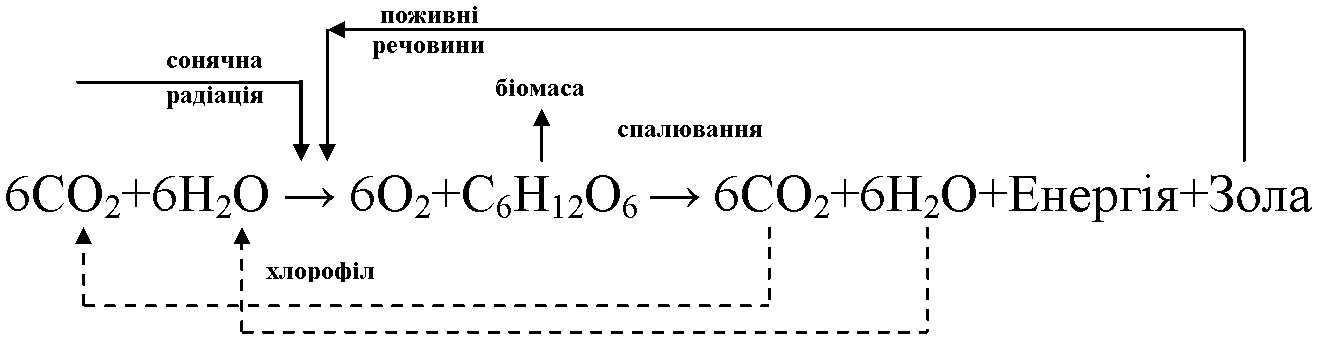 поживні
речовини
сонячна
радіація
біомаса
спалювання
6CO₂+6H₂O → 6O₂+C₆H₁₂O₆ → 6CO₂+6H₂O+Енергія+Зола
хлорофіл